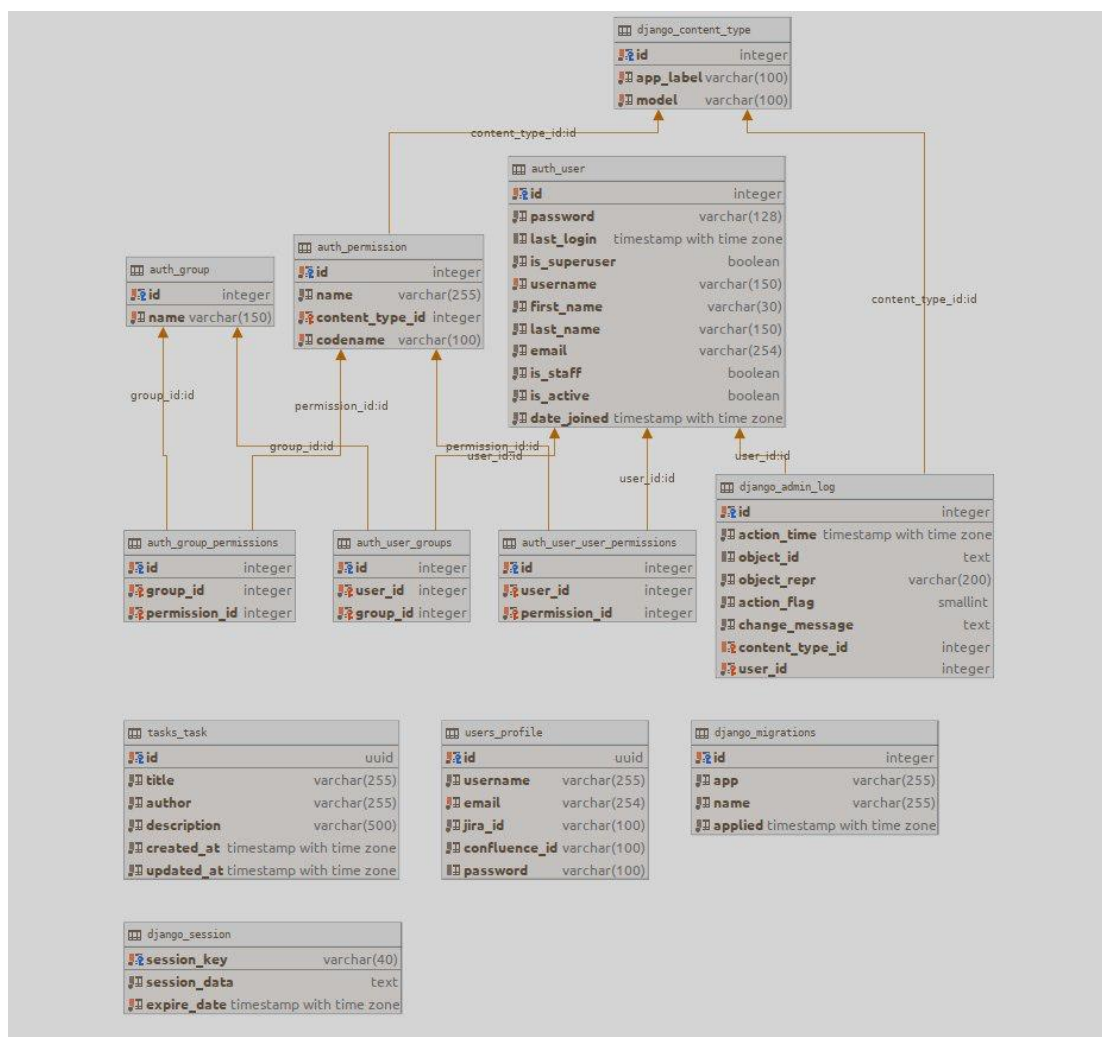 django_content_type
id integer
app_label varchar(100)
model varchar(100)
content_type_id:id
auth_user
id integer
password varchar(128)
last_login timestamp with time zone
is_superuser boolean
username varchar(150)
first_name varchar(30)
last_name varchar(150)
email varchar(254)
is_staff boolean
is_active boolean
date_joined timestamp with time zone
auth_permission
id integer
name varchar(255)
content_type_id integer
codename varchar(100)
auth_group
id integer
name varchar(150)
content_type_id:id
group_id:id
permission_id:id
group_id:id
permission_id:id
user_id:id
user_id:id
user_id:id
django_admin_log
id integer
action_time timestamp with time zone
object_id text
object_repr varchar(200)
action_flag smallint
change_message text
content_type_id integer
user_id integer
auth_group_permissions
id integer
group_id integer
permission_id integer
auth_user_groups
id integer
user_id integer
group_id integer
auth_user_user_permissions
id integer
user_id integer
permission_id integer
tasks_task
id uuid
title varchar(255)
author varchar(255)
description varchar(500)
created_at timestamp with time zone
updated_at timestamp with time zone
users_profile
id uuid
username varchar(255)
email varchar(254)
jira_id varchar(100)
confluence_id varchar(100)
password varchar(100)
django_migrations
id integer
app varchar(255)
name varchar(255)
applied timestamp with time zone
django_session
session_key varchar(40)
session_data text
expire_date timestamp with time zone